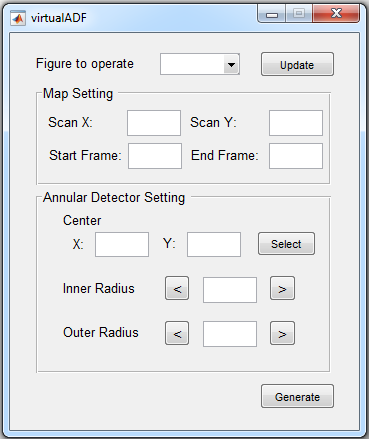 virtualADF
Figure to operate Update
Map Setting
Scan X: Scan Y:
Start Frame: End Frame:
Annular Detector Setting
Center
X: Y: Select
Inner Radius < >
Outer Radius < >
Generate